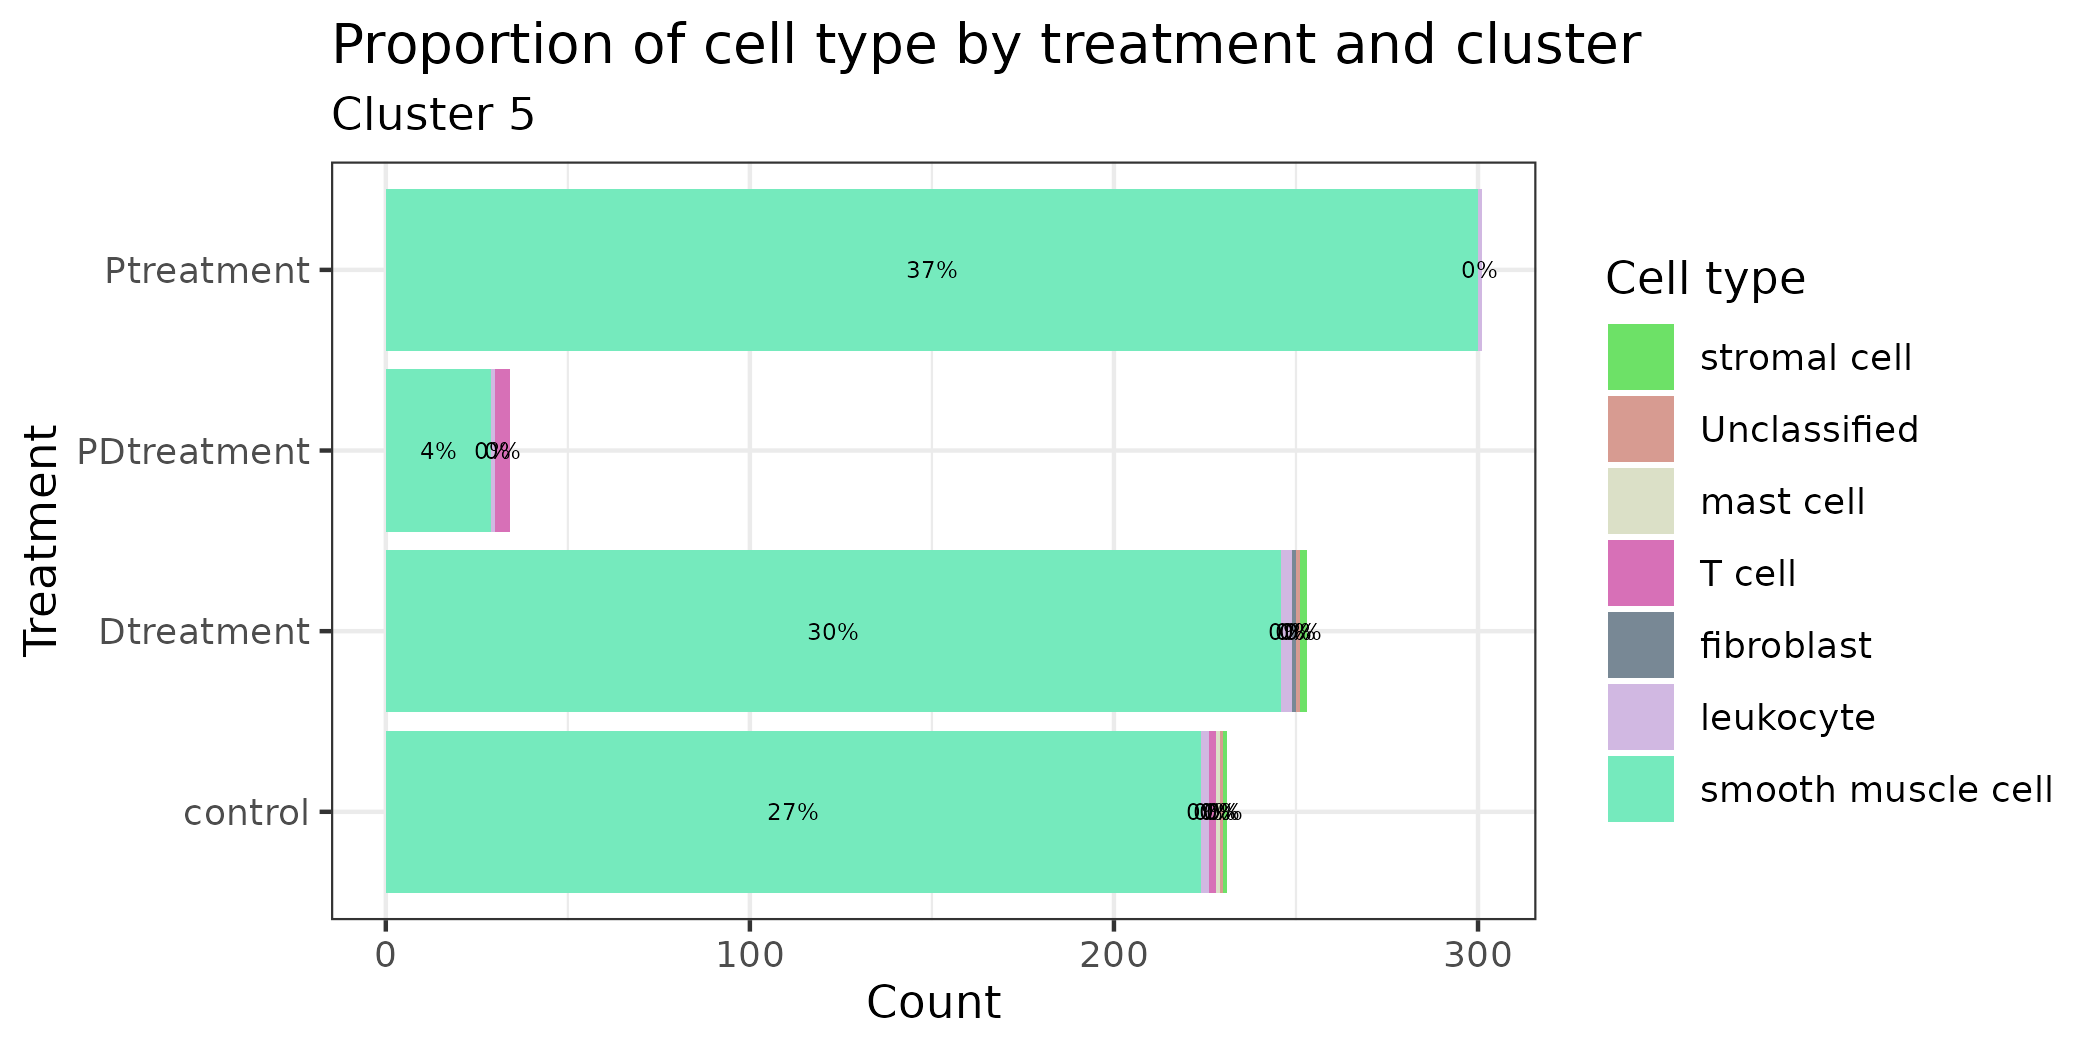 Proportion of cell type by treatment and cluster
Cluster 5
Treatment
Ptreatment
37%
0%
PDtreatment
4%
0%
0%
Dtreatment
30%
control
27%
0
100
200
300
Count
Cell type
stromal cell
Unclassified
mast cell
T cell
fibroblast
leukocyte
smooth muscle cell